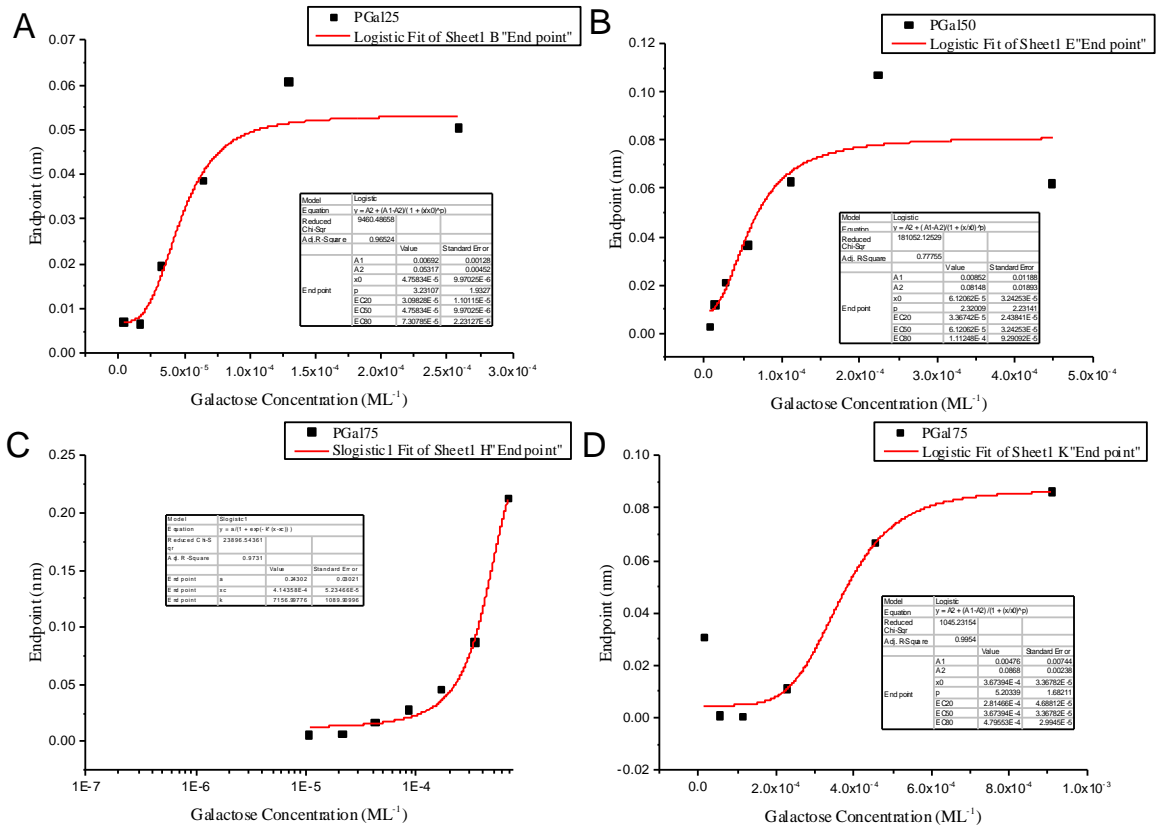 A
PGal25
Logistic Fit of Sheet1 B"End point"
0.07
0.06
0.05
0.04
0.03
0.02
0.01
0.00
Endpoint (nm)
0.0 5.0x10-5 1.0x10-4 1.5x10-4 2.0x10-4 2.5x10-4 3.0x10-4
Galactose Concentration (ML-1)
Model Logistic
Equation y = A2 + (A1-A2)/( 1 + (x/x0)^p)
Reduced Chi-Sqr 9460.48658
Adj. R-Square 0.96524
Value Standard Error
End point
A1 0.00692 0.00128
A2 0.05317 0.00452
x0 4.75834E-5 9.97025E-6
p 3.23107 1.9327
EC20 3.09828E-5 1.10115E-5
EC50 4.75834E-5 9.97025E-6
EC80 7.30785E-5 2.23127E-5
B
PGal50
Logistic Fit of Sheet1 E"End point"
0.12
0.10
0.08
0.06
0.04
0.02
0.00
Endpoint (nm)
0.0 1.0x10-4 2.0x10-4 3.0x10-4 4.0x10-4 5.0x10-4
Galactose Concentration (ML-1)
Model Logistic
Equation y = A2 + (A1-A2)/(1 + (x/x0)^p)
Reduced Chi-Sqr 181052.12529
Adj. R-Square 0.77755
Value Standard Error
End point
A1 0.00852 0.01188
A2 0.08148 0.01893
x0 6.12062E-5 3.24253E-5
p 2.32009 2.23141
EC20 3.36742E-5 2.43841E-5
EC50 6.12062E-5 3.24253E-5
EC80 1.11248E-4 9.29092E-5
C
PGal75
Slogistic1 Fit of Sheet1 H"Endpoint"
0.25
0.20
0.15
0.10
0.05
0.00
Endpoint (nm)
1E-7 1E-6 1E-5 1E-4
Galactose Concentration (ML-1)
Model Slogistic1
Equation y = a/(1 + exp(-k*(x-xc)))
Reduced Chi-Sqr 23896.54361
Adj. R-Square 0.9731
Value Standard Error
End point a 0.24302 0.03021
End point xc 4.14358E-4 5.23466E-5
End point k
D
PGal75
Logistic Fit of Sheet1 K"End point"
0.10
0.08
0.06
0.04
0.02
0.00
-0.02
Endpoint (nm)
0.0 2.0x10-4 4.0x10-4 6.0x10-4 8.0x10-4 1.0x10-3
Galactose Concentration (ML-1)
Model Logistic
Equation y = A2 + (A1-A2)/(1 + (x/x0)^p)
Reduced Chi-Sqr 1045.23154
Adj. R-Square 0.9954
Value Standard Error
End point
A1 0.00476 0.00744
A2 0.0868 0.00238
x0 3.67394E-4 3.36782E-5
p 5.20339 1.68211
EC20 2.81466E-4 4.68812E-5
EC50 3.67394E-4 3.36782E-5
EC80 4.79553E-4 2.9945E-5